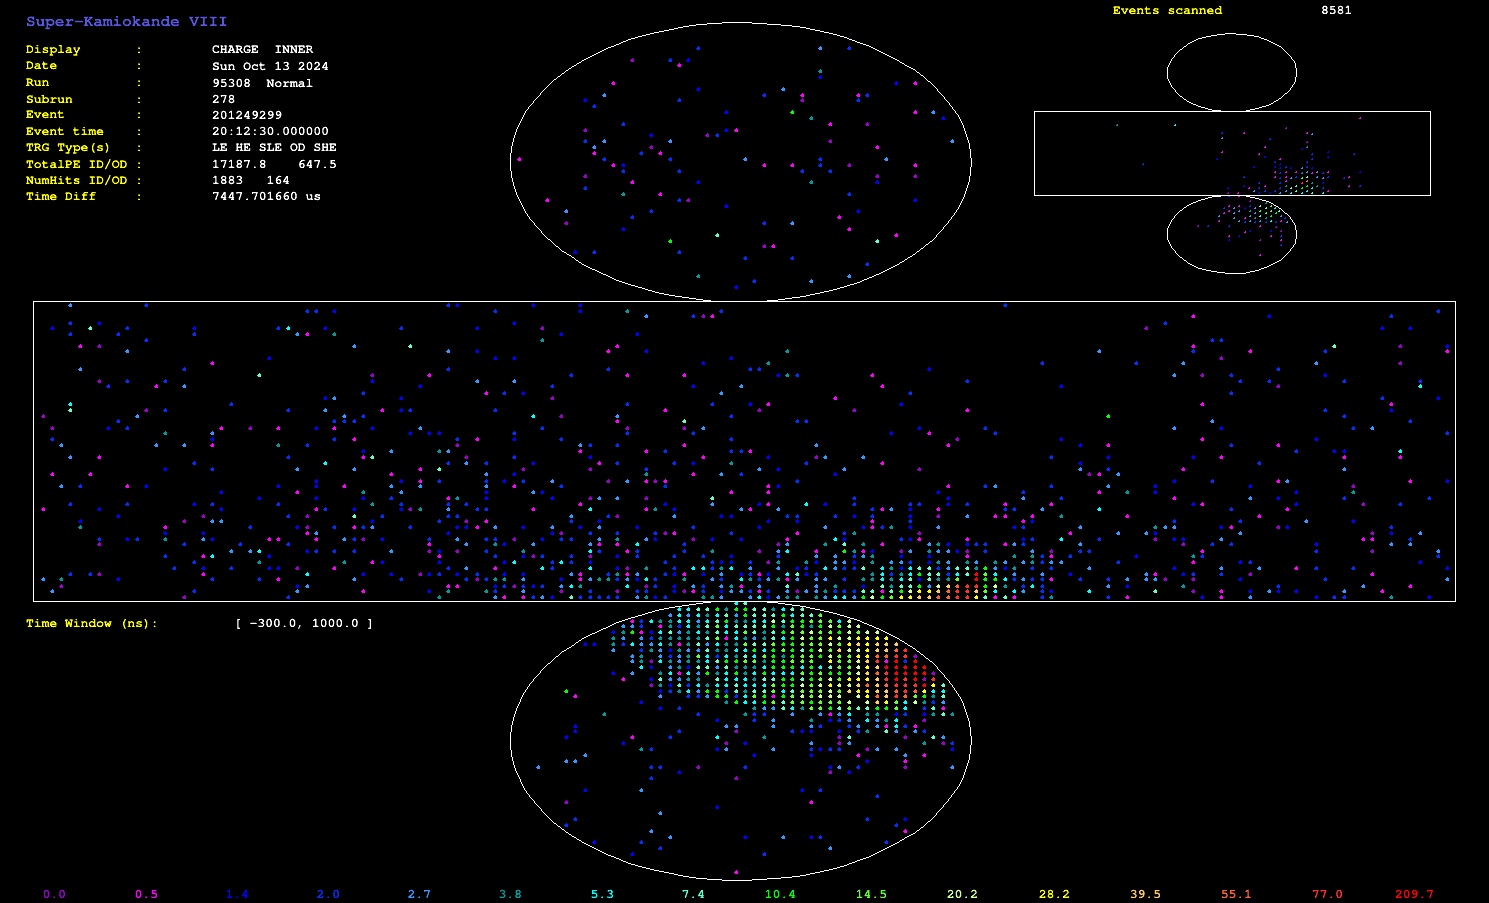 Super-Kamiokande VIII
Events scanned 8581
Display : CHARGE INNER
Date : Sun Oct 13 2024
Run : 95308 Normal
Subrun : 278
Event : 201249299
Event time : 20:12:30.000000
TRG Type(s) : LE HE SLE OD SHE
TotalPE ID/OD : 17187.8 647.5
NumHits ID/OD : 1883 164
Time Diff : 7447.701660 us
Time Window (ns): [ -300.0, 1000.0 ]
0.0 0.5 1.4 2.0 2.7 3.8 5.3 7.4 10.4 14.5 20.2 28.2 39.5 55.1 77.0 209.7